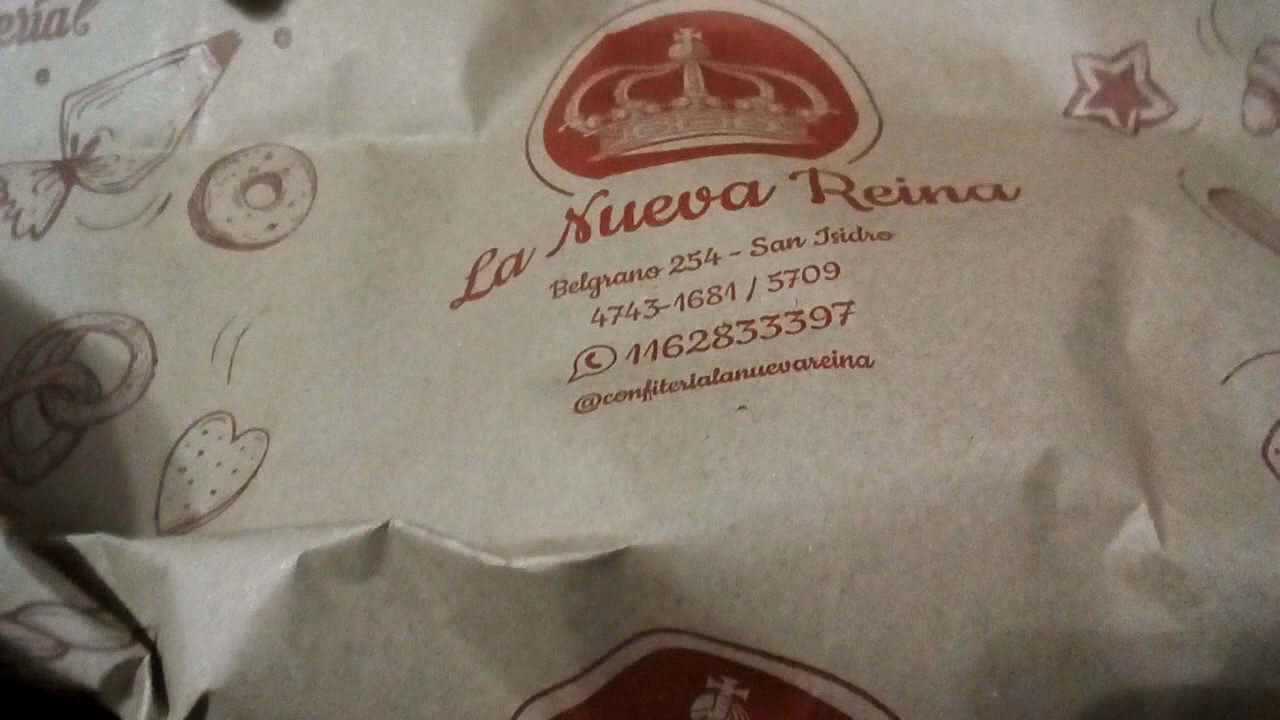 La Nueva Reina
Belgrano 254 - San Isidro
4743-1681 / 5709
1162833397
@confiterialanuevareina